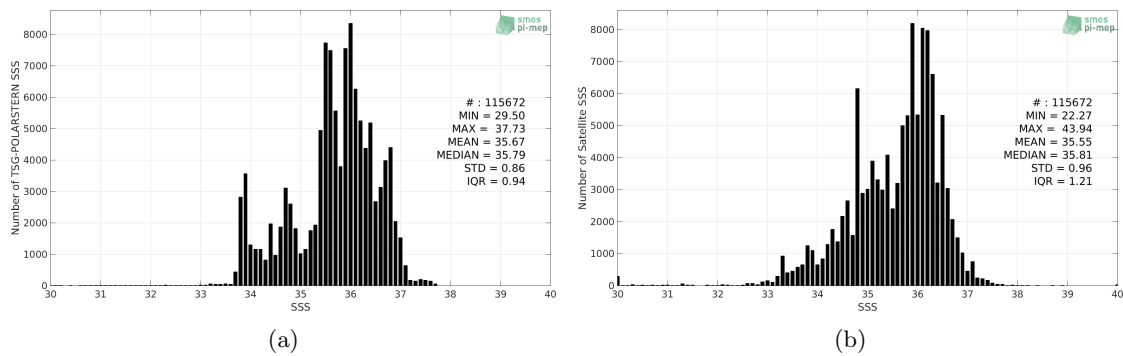 smos
pi-mep
Number of TSG-POLARSTERN SSS
8000
7000
6000
5000
4000
3000
2000
1000
0
# : 115672
MIN = 29.50
MAX = 37.73
MEAN = 35.67
MEDIAN = 35.79
STD = 0.86
IQR = 0.94
30 31 32 33 34 35 36 37 38 39 40
SSS
(a)
smos
pi-mep
Number of Satellite SSS
8000
7000
6000
5000
4000
3000
2000
1000
0
# : 115672
MIN = 22.27
MAX = 43.94
MEAN = 35.55
MEDIAN = 35.81
STD = 0.96
IQR = 1.21
30 31 32 33 34 35 36 37 38 39 40
SSS
(b)